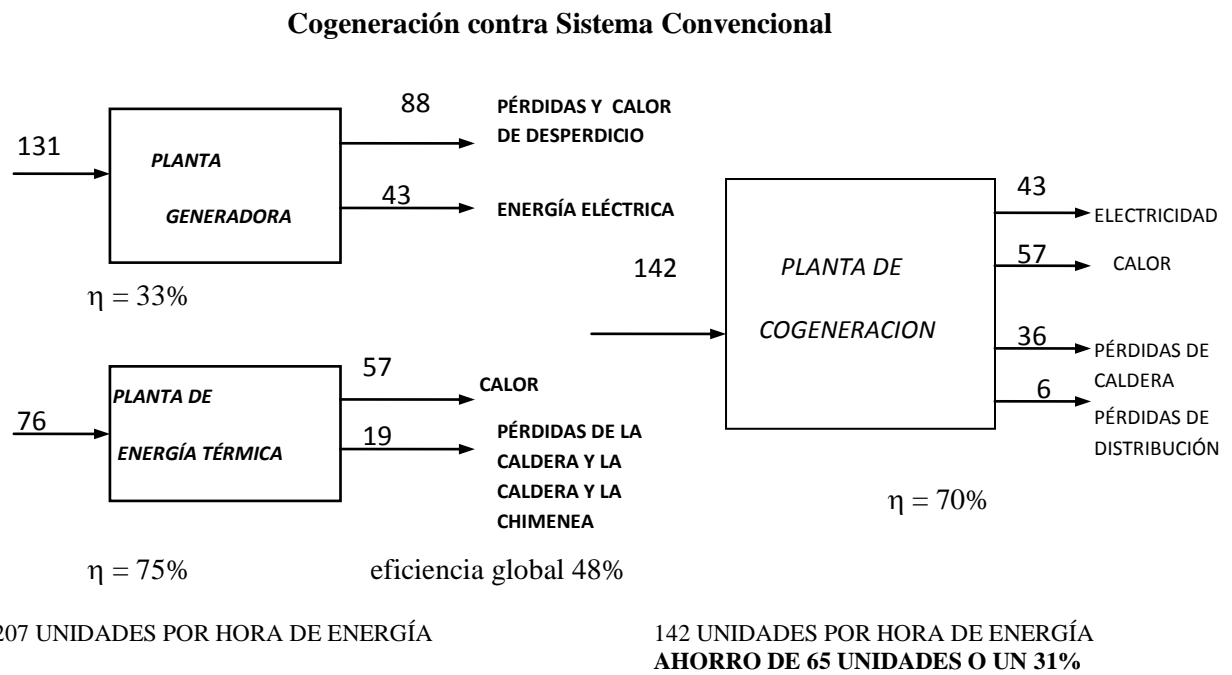 Cogeneración contra Sistema Convencional
131
PLANTA
GENERADORA
88
PÉRDIDAS Y CALOR
DE DESPERDICIO
43
ENERGÍA ELÉCTRICA
η = 33%
76
PLANTA DE
ENERGÍA TÉRMICA
57
CALOR
19
PÉRDIDAS DE LA
CALDERA Y LA
CALDERA Y LA
CHIMENEA
η = 75%
eficiencia global 48%
207 UNIDADES POR HORA DE ENERGÍA
142
PLANTA DE
COGENERACION
43
ELECTRICIDAD
57
CALOR
36
PÉRDIDAS DE
CALDERA
6
PÉRDIDAS DE
DISTRIBUCIÓN
η = 70%
142 UNIDADES POR HORA DE ENERGÍA
AHORRO DE 65 UNIDADES O UN 31%